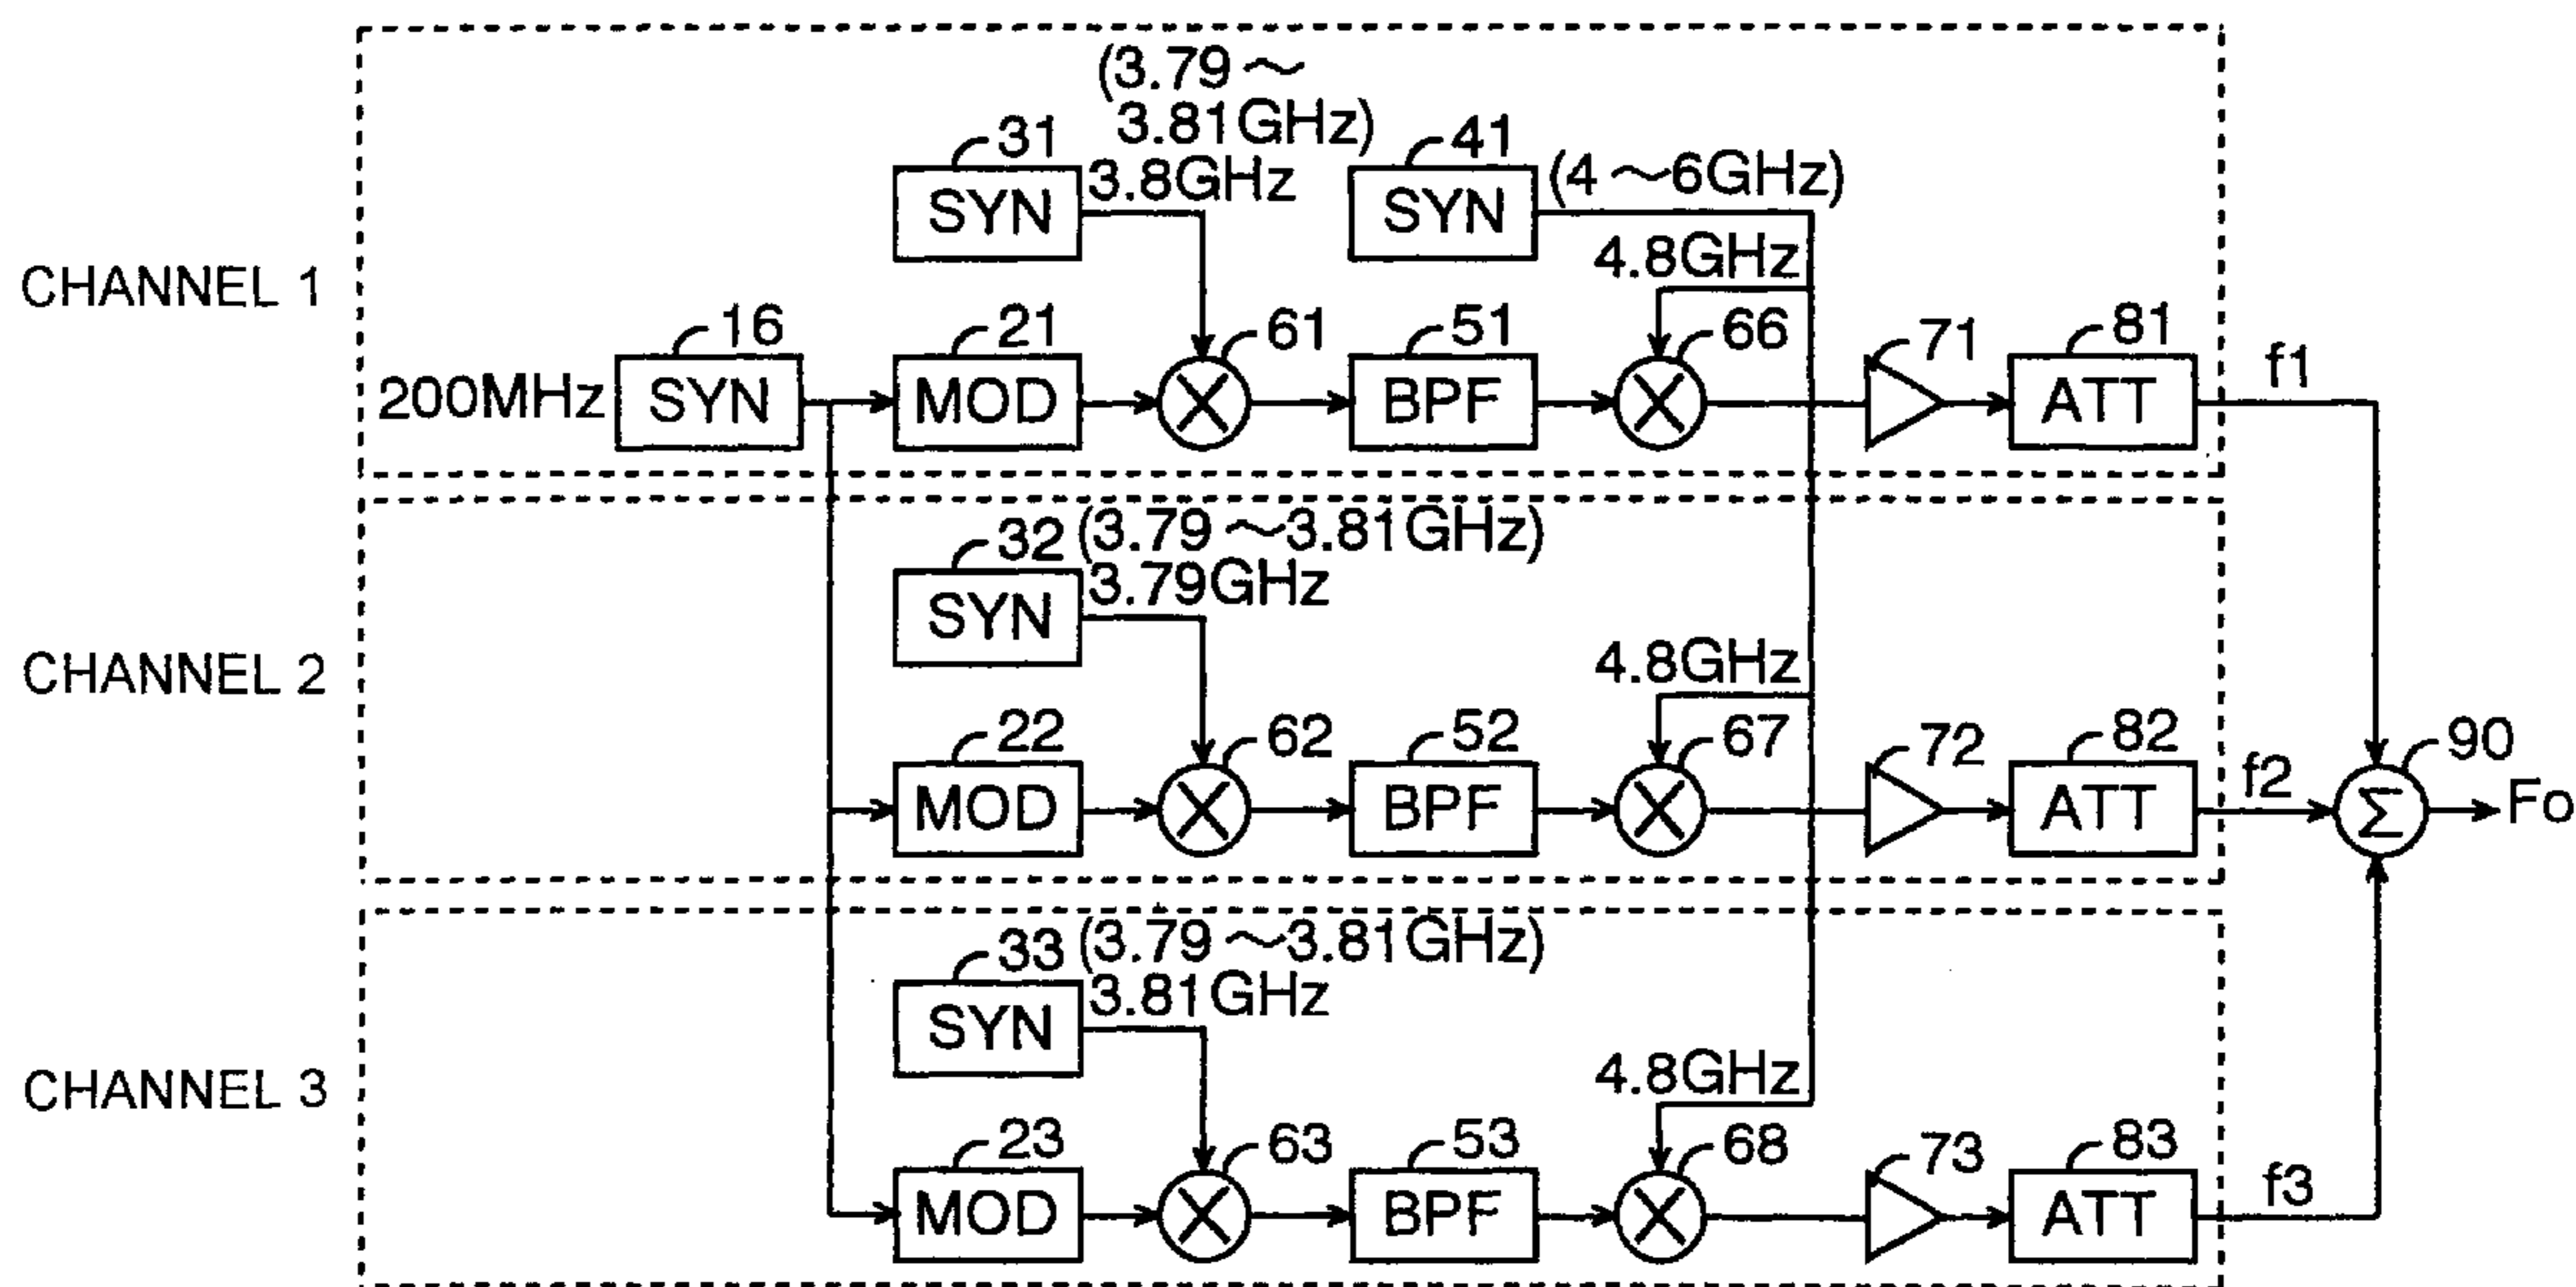 (3.79 ~
3.81GHz)
31
41
3.8GHz
(4 ~6GHz)
SYN
SYN
4.8GHz
CHANNEL 1
16
21
61
51
66
71
81
f1
200MHz
SYN
MOD
BPF
ATT
32
(3.79 ~3.81GHz)
3.79GHz
SYN
4.8GHz
CHANNEL 2
22
62
52
67
72
82
f2
90
MOD
BPF
ATT
Σ
Fo
33
(3.79 ~3.81GHz)
3.81GHz
SYN
4.8GHz
CHANNEL 3
23
63
53
68
73
83
f3
MOD
BPF
ATT